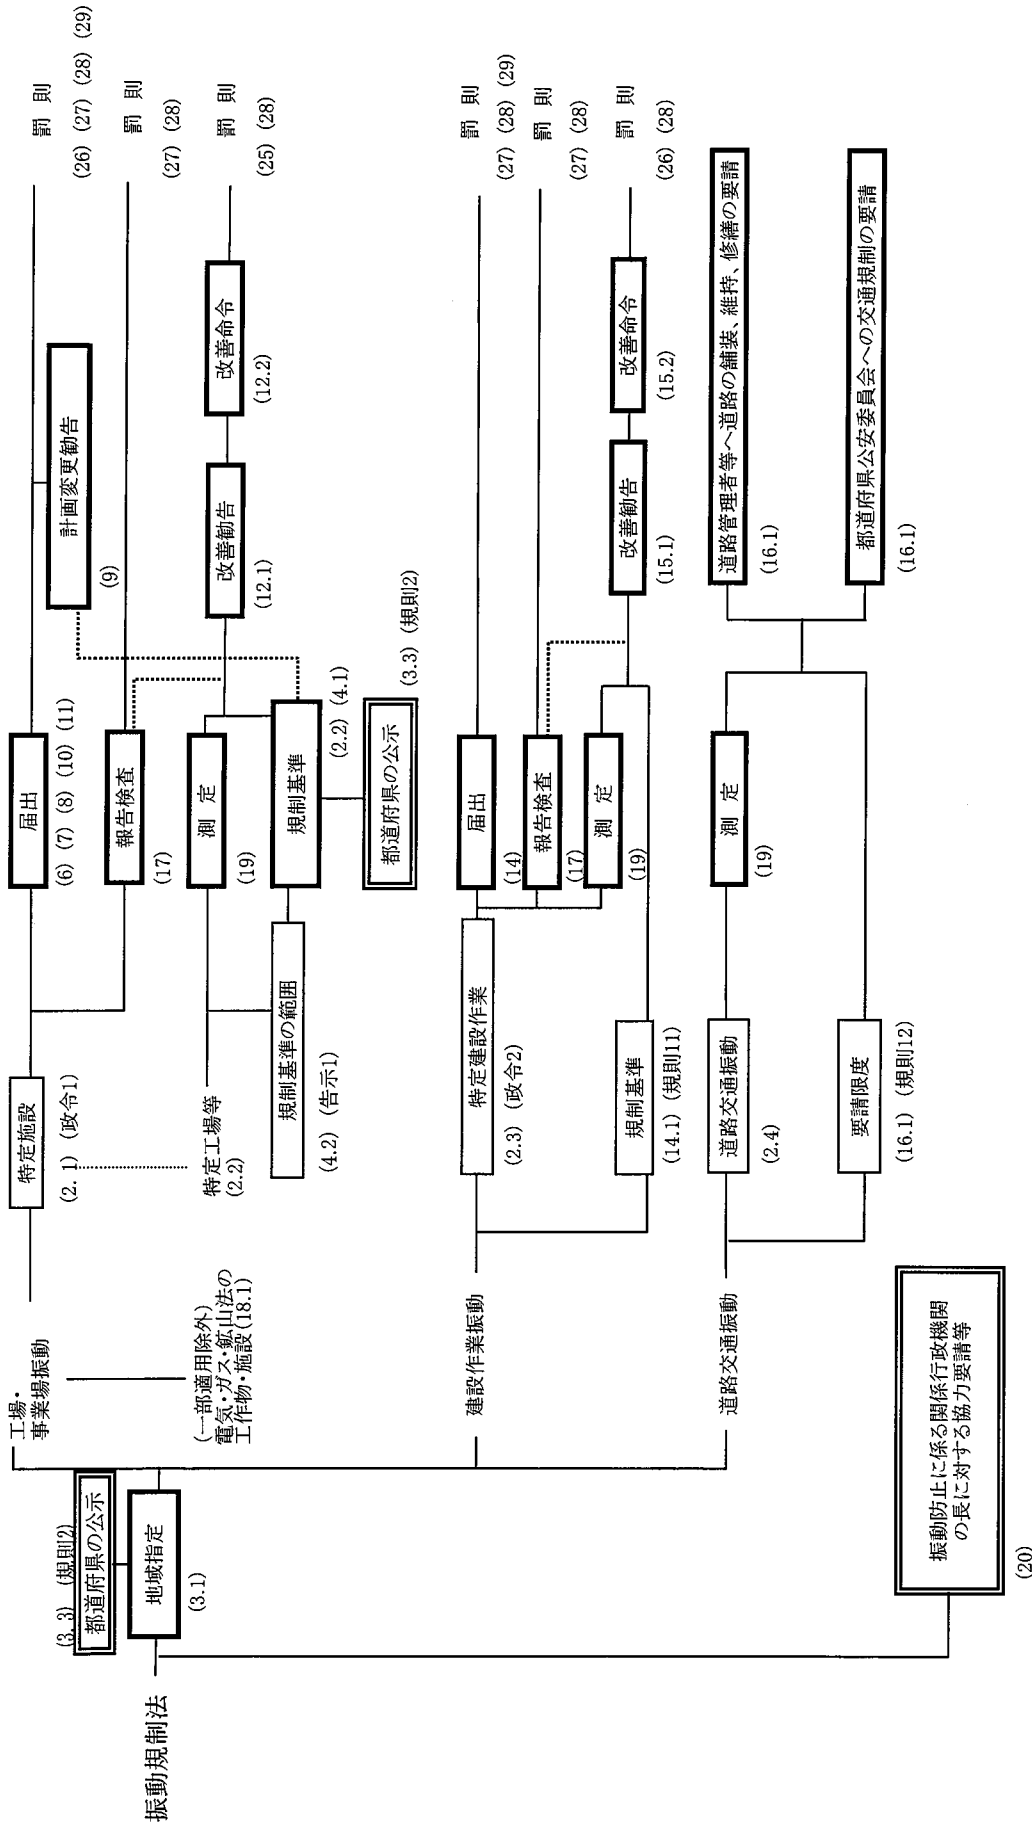 振動規制法
(3.3) (規則2)
都道府県の公示
地域指定
(3.1)
工場・
事業場振動
(一部適用除外)
電気・ガス・鉱山法の
工作物・施設(18.1)
特定施設
(2.1) (政令1)
特定工場等
(2.2)
規制基準の範囲
(4.2) (告示1)
届出
(6) (7) (8) (10) (11)
報告検査
(17)
測 定
(19)
規制基準
(2.2) (4.1)
都道府県の公示
(3.3) (規則2)
計画変更勧告
(9)
改善勧告
(12.1)
改善命令
(12.2)
罰 則
(26) (27) (28) (29)
罰 則
(27) (28)
罰 則
(25) (28)
建設作業振動
特定建設作業
(2.3) (政令2)
規制基準
(14.1) (規則11)
届出
(14)
報告検査
(17)
測 定
(19)
改善勧告
(15.1)
改善命令
(15.2)
罰 則
(27) (28) (29)
罰 則
(27) (28)
罰 則
(26) (28)
道路交通振動
道路交通振動
(2.4)
要請限度
(16.1) (規則12)
測 定
(19)
道路管理者等へ道路の舗装、維持、修繕の要請
(16.1)
都道府県公安委員会への交通規制の要請
(16.1)
振動防止に係る関係行政機関
の長に対する協力要請等
(20)